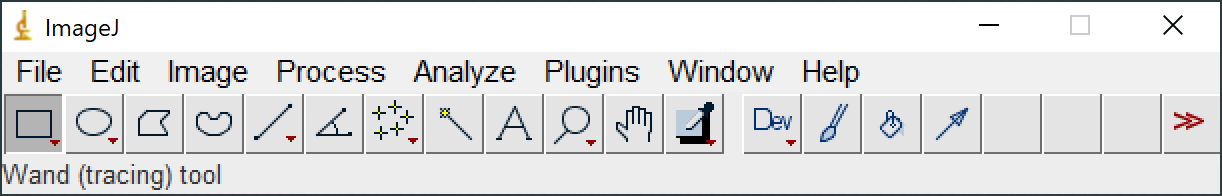 ImageJ
File Edit Image Process Analyze Plugins Window Help
A Dev >>
Wand (tracing) tool